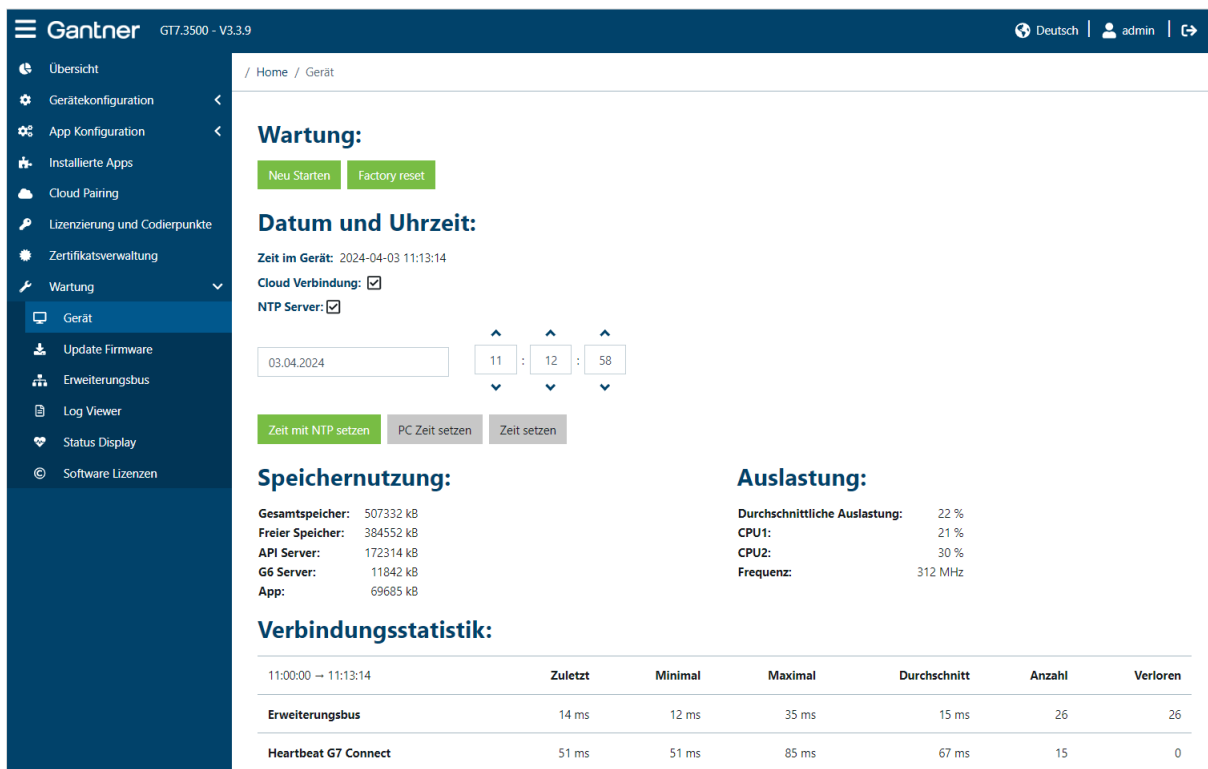 Gantner GT7.3500 - V3.3.9 Deutsch admin
Übersicht
Gerätekonfiguration
App Konfiguration
Installierte Apps
Cloud Pairing
Lizenzierung und Codierpunkte
Zertifikatsverwaltung
Wartung
Gerät
Update Firmware
Erweiterungsbus
Log Viewer
Status Display
Software Lizenzen
/ Home / Gerät
Wartung:
Neu Starten Factory reset
Datum und Uhrzeit:
Zeit im Gerät: 2024-04-03 11:13:14
Cloud Verbindung:
NTP Server:
03.04.2024 11 : 12 : 58
Zeit mit NTP setzen PC Zeit setzen Zeit setzen
Speichernutzung:
Gesamtspeicher: 507332 kB
Freier Speicher: 384552 kB
API Server: 172314 kB
G6 Server: 11842 kB
App: 69685 kB
Auslastung:
Durchschnittliche Auslastung: 22 %
CPU1: 21 %
CPU2: 30 %
Frequenz: 312 MHz
Verbindungsstatistik:
11:00:00 → 11:13:14 Zuletzt Minimal Maximal Durchschnitt Anzahl Verloren
Erweiterungsbus 14 ms 12 ms 35 ms 15 ms 26 26
Heartbeat G7 Connect 51 ms 51 ms 85 ms 67 ms 15 0